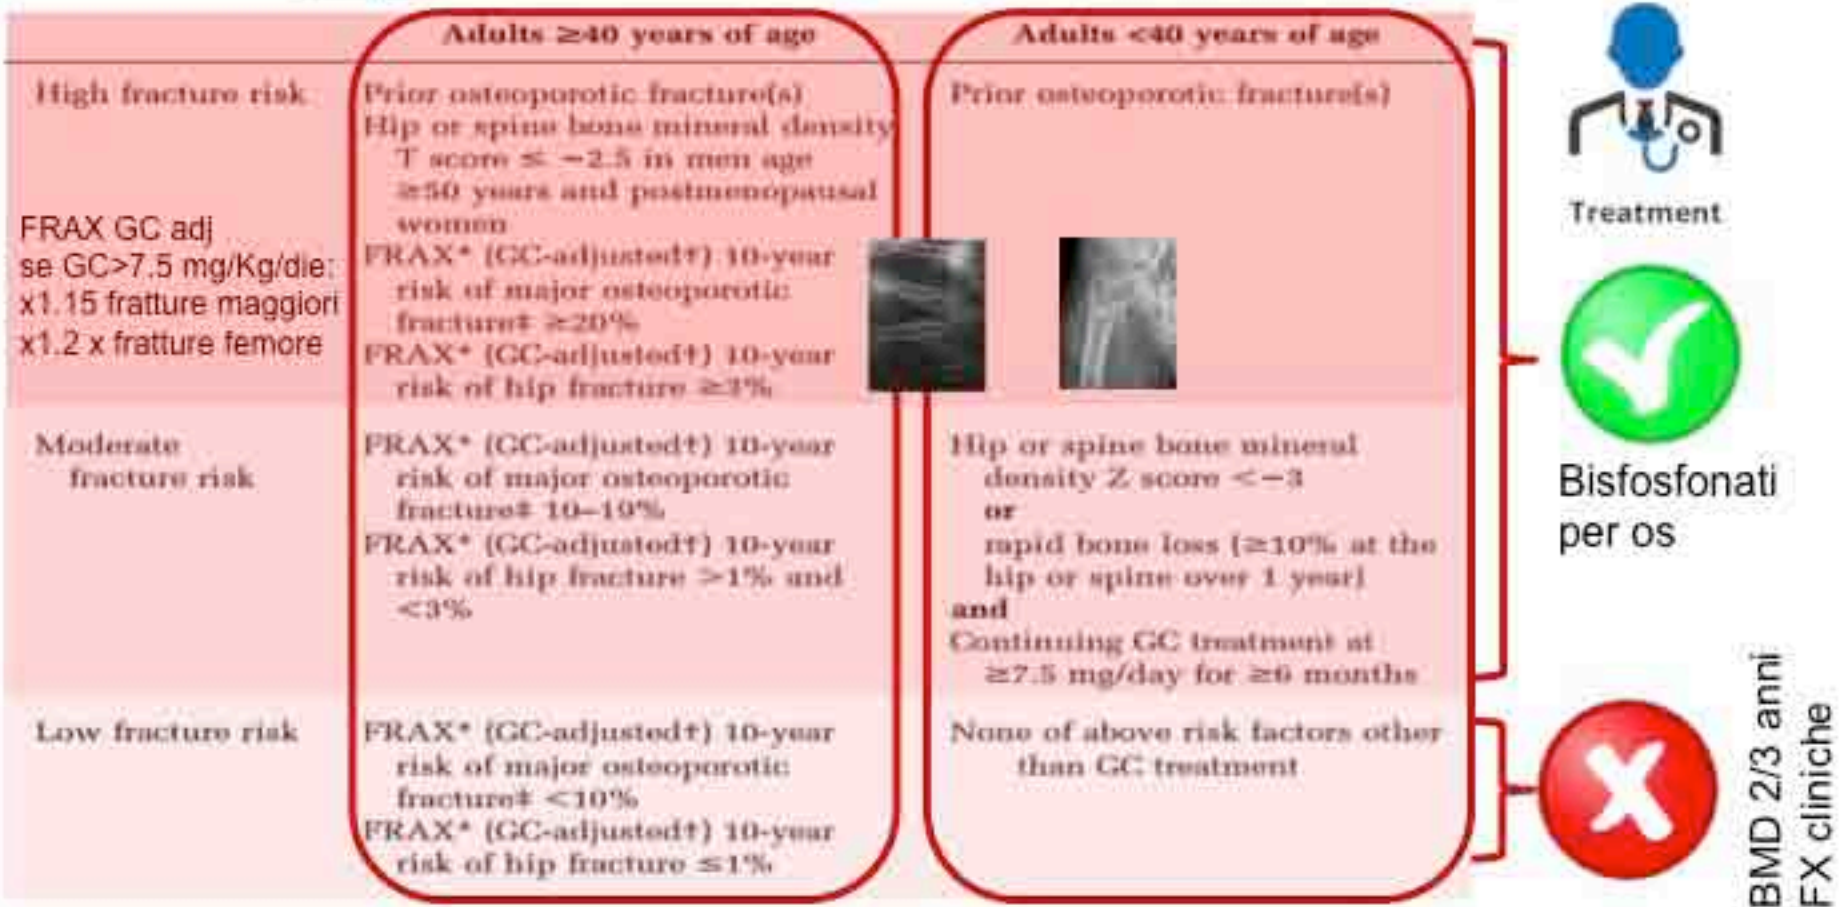 Adults ≥40 years of age
Adults <40 years of age
High fracture risk
FRAX GC adj
se GC>7.5 mg/Kg/die:
x1.15 fratture maggiori
x1.2 x fratture femore
Prior osteoporotic fracture(s)
Hip or spine bone mineral density
T score ≤ −2.5 in men age
≥50 years and postmenopausal
women
FRAX* (GC-adjusted†) 10-year
risk of major osteoporotic
fracture‡ ≥20%
FRAX* (GC-adjusted†) 10-year
risk of hip fracture ≥3%
Prior osteoporotic fracture(s)
Moderate
fracture risk
FRAX* (GC-adjusted†) 10-year
risk of major osteoporotic
fracture‡ 10–19%
FRAX* (GC-adjusted†) 10-year
risk of hip fracture >1% and
<3%
Hip or spine bone mineral
density Z score <−3
or
rapid bone loss (≥10% at the
hip or spine over 1 year)
and
Continuing GC treatment at
≥7.5 mg/day for ≥6 months
Low fracture risk
FRAX* (GC-adjusted†) 10-year
risk of major osteoporotic
fracture‡ <10%
FRAX* (GC-adjusted†) 10-year
risk of hip fracture ≤1%
None of above risk factors other
than GC treatment
Treatment
Bisfosfonati
per os
BMD 2/3 anni
FX cliniche